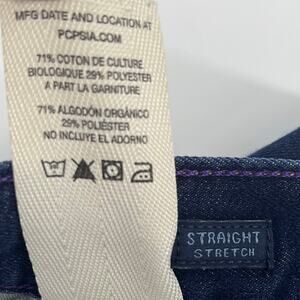 MFG DATE AND LOCATION AT
PCPSIA.COM
71% COTON DE CULTURE
BIOLOGIQUE 29% POLYESTER
A PART LA GARNITURE
71% ALGODÓN ORGÁNICO
29% POLIÉSTER
NO INCLUYE EL ADORNO
STRAIGHT
STRETCH